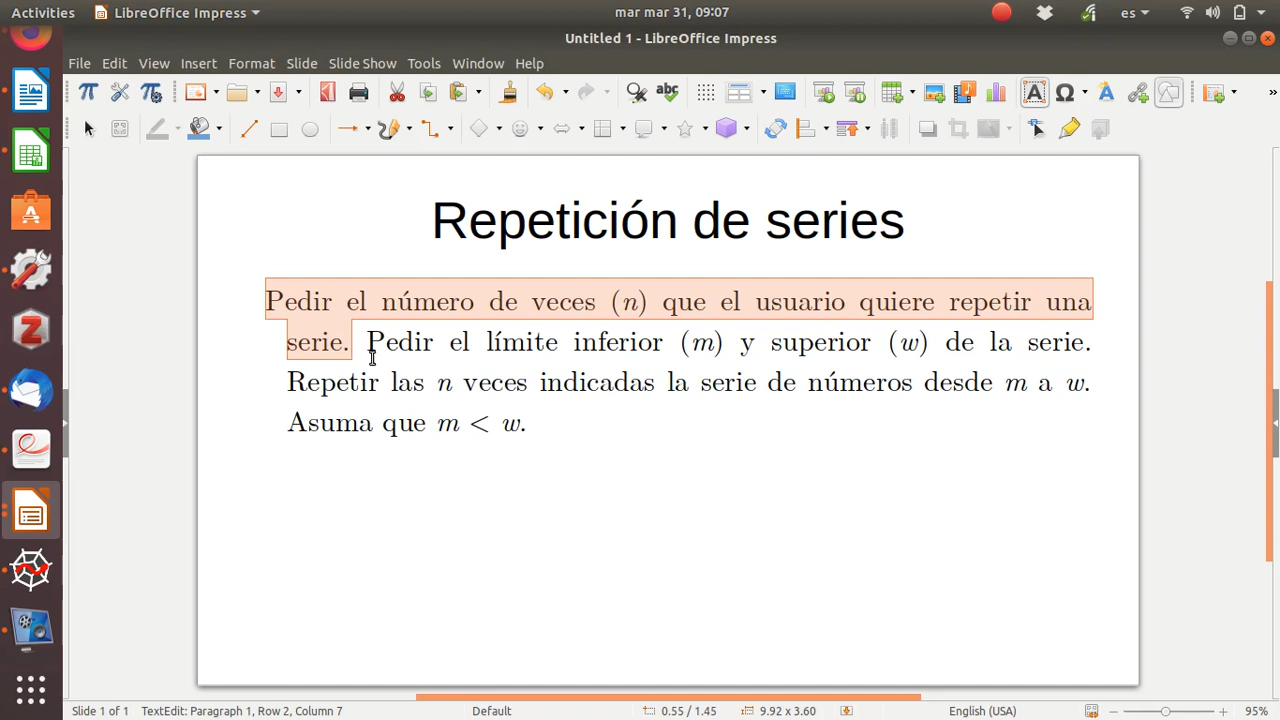 Activities LibreOffice Impress mar mar 31, 09:07 es
Untitled 1 - LibreOffice Impress
File Edit View Insert Format Slide Slide Show Tools Window Help
Repetición de series
Pedir el número de veces (n) que el usuario quiere repetir una
serie. Pedir el límite inferior (m) y superior (w) de la serie.
Repetir las n veces indicadas la serie de números desde m a w.
Asuma que m < w.
Slide 1 of 1 TextEdit: Paragraph 1, Row 2, Column 7 Default 0.55 / 1.45 9.92 x 3.60 English (USA) 95%